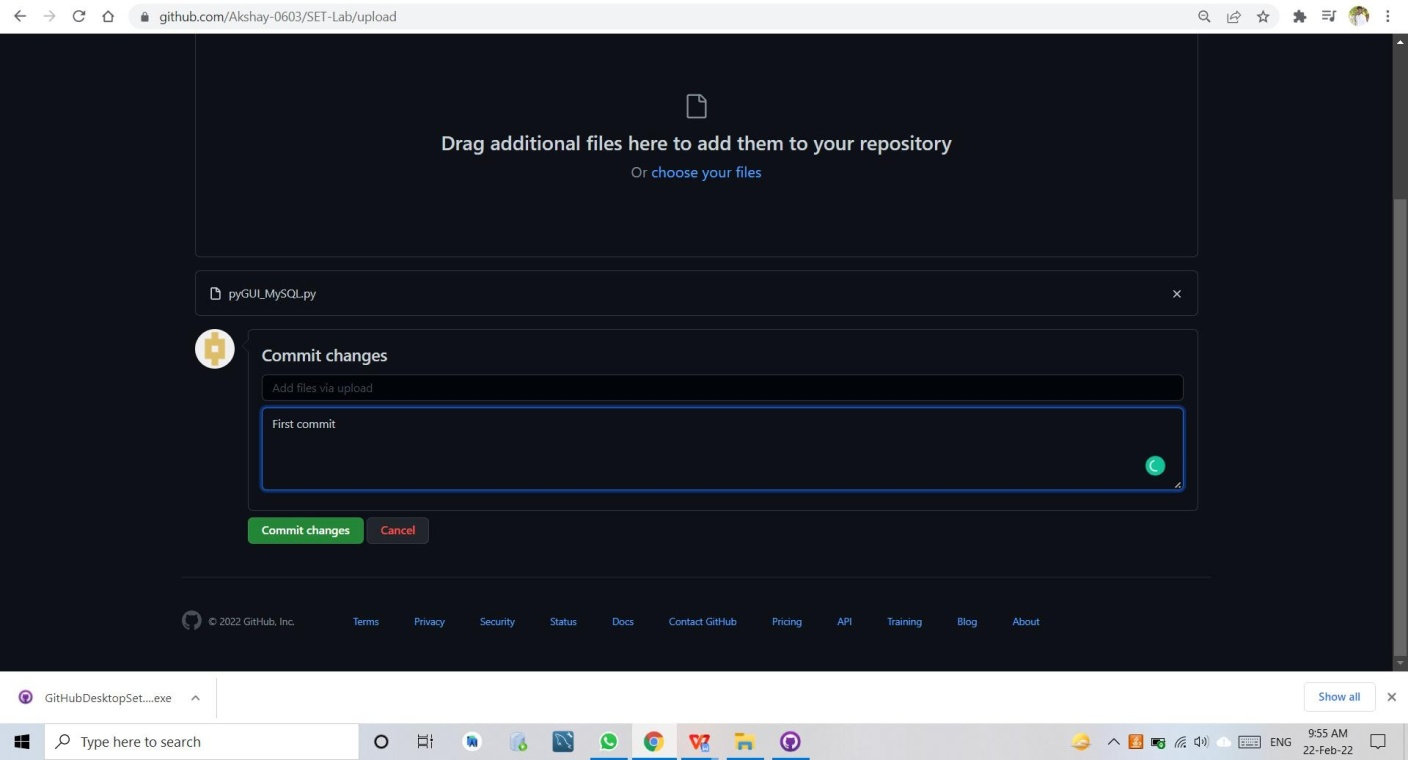 github.com/Akshay-0603/SET-Lab/upload
Drag additional files here to add them to your repository
Or choose your files
pyGUI_MySQL.py
Commit changes
Add files via upload
First commit
Commit changes Cancel
© 2022 GitHub, Inc. Terms Privacy Security Status Docs Contact GitHub Pricing API Training Blog About
GitHubDesktopSet....exe Show all
Type here to search ENG 9:55 AM
22-Feb-22